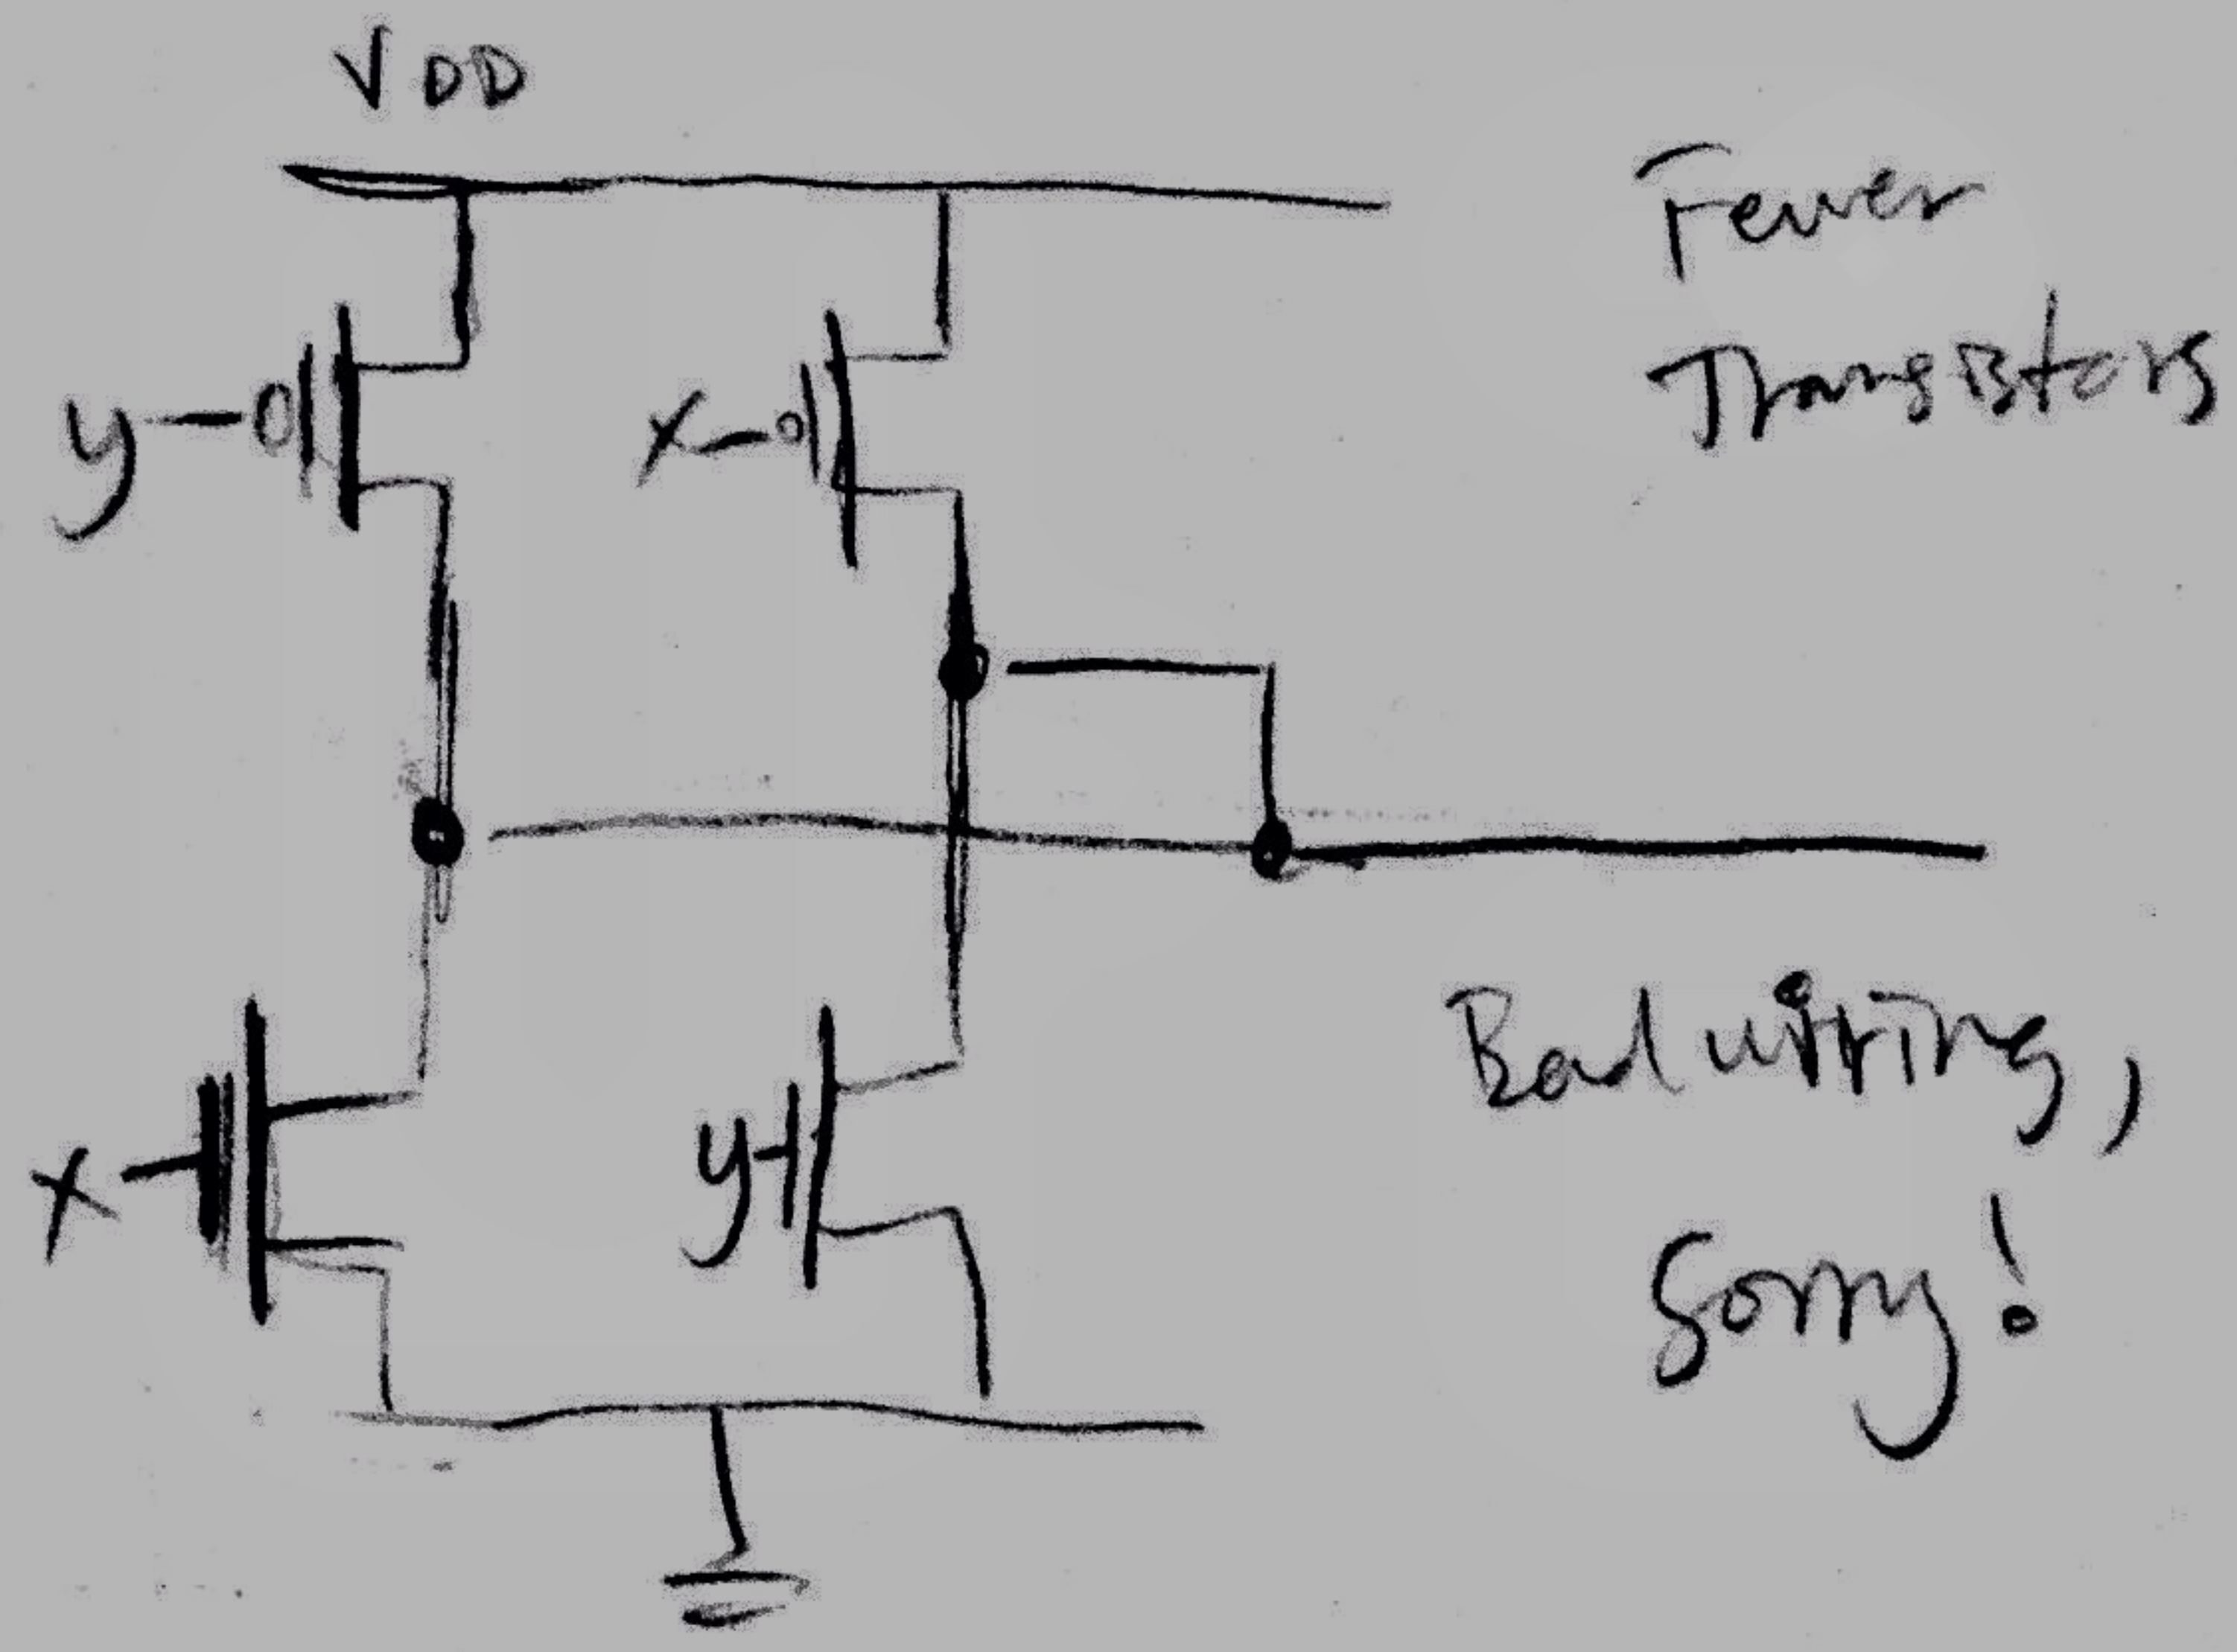 VDD
Fewer
Transistors
y
x
Bad wiring,
x
y
Sorry!